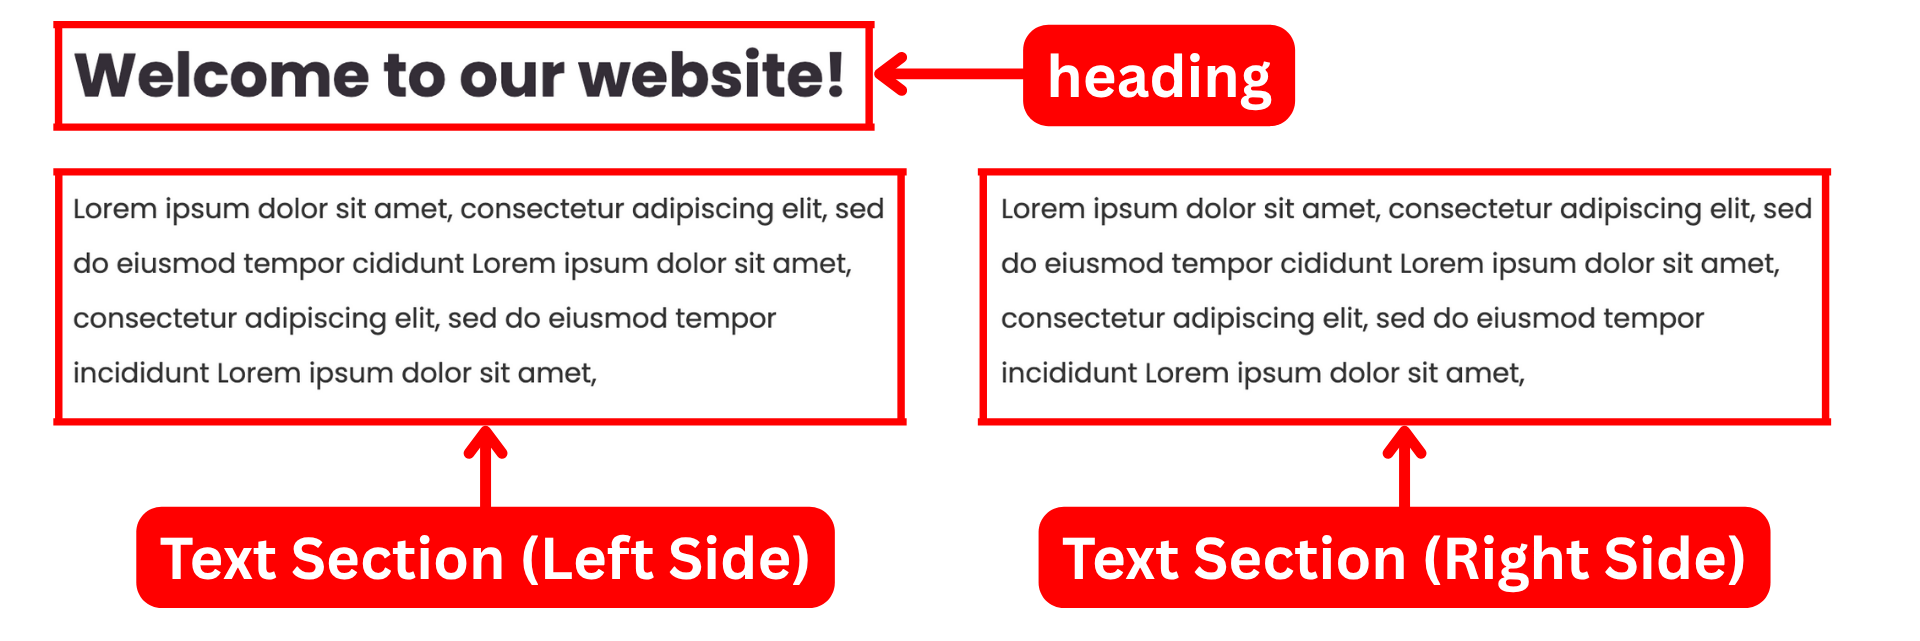 Welcome to our website!
heading
Lorem ipsum dolor sit amet, consectetur adipiscing elit, sed
do eiusmod tempor cididunt Lorem ipsum dolor sit amet,
consectetur adipiscing elit, sed do eiusmod tempor
incididunt Lorem ipsum dolor sit amet,
Text Section (Left Side)
Lorem ipsum dolor sit amet, consectetur adipiscing elit, sed
do eiusmod tempor cididunt Lorem ipsum dolor sit amet,
consectetur adipiscing elit, sed do eiusmod tempor
incididunt Lorem ipsum dolor sit amet,
Text Section (Right Side)